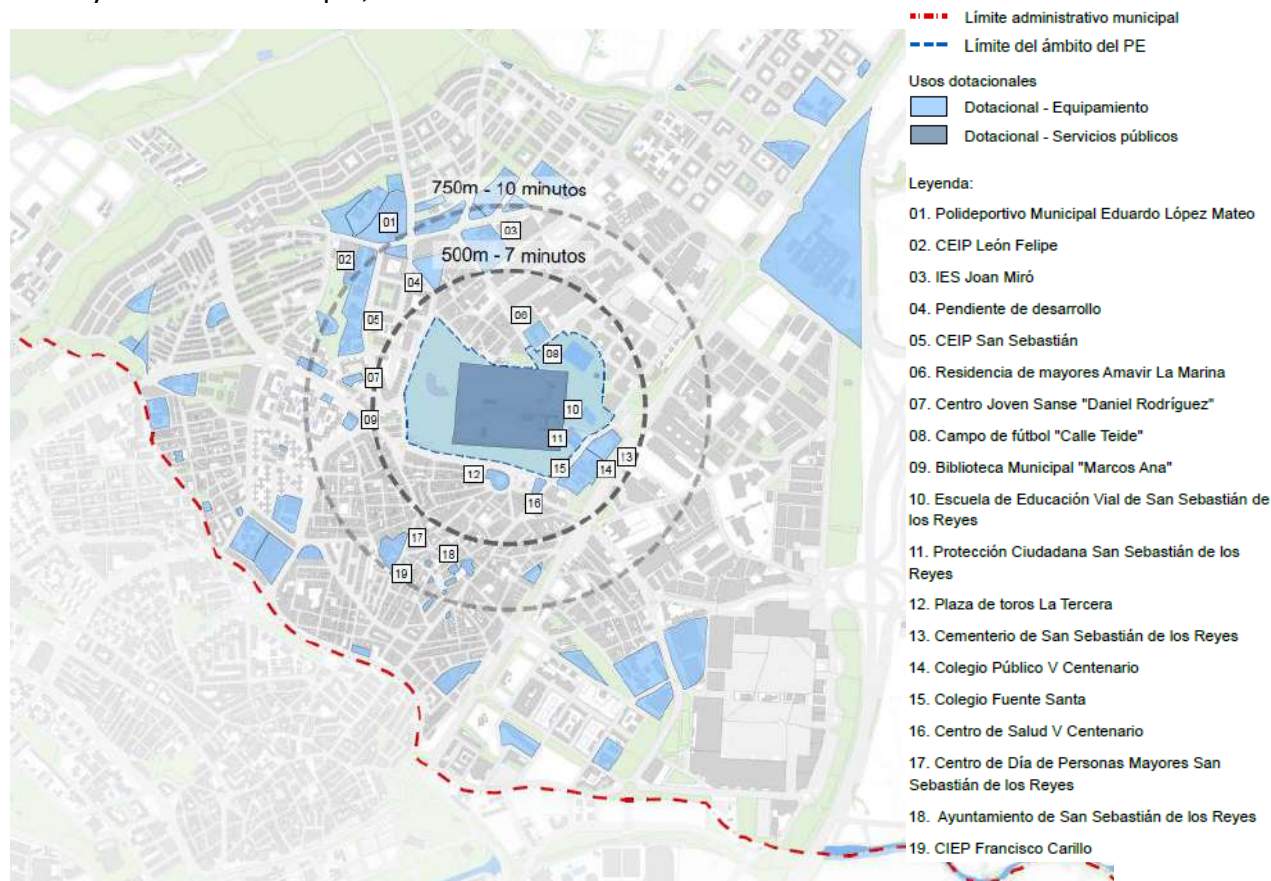 Límite administrativo municipal
Límite del ámbito del PE
Usos dotacionales
Dotacional - Equipamiento
Dotacional - Servicios públicos
Leyenda:
01. Polideportivo Municipal Eduardo López Mateo
02. CEIP León Felipe
03. IES Joan Miró
04. Pendiente de desarrollo
05. CEIP San Sebastián
06. Residencia de mayores Amavir La Marina
07. Centro Joven Sanse "Daniel Rodríguez"
08. Campo de fútbol "Calle Teide"
09. Biblioteca Municipal "Marcos Ana"
10. Escuela de Educación Vial de San Sebastián de
los Reyes
11. Protección Ciudadana San Sebastián de los
Reyes
12. Plaza de toros La Tercera
13. Cementerio de San Sebastián de los Reyes
14. Colegio Público V Centenario
15. Colegio Fuente Santa
16. Centro de Salud V Centenario
17. Centro de Día de Personas Mayores San
Sebastián de los Reyes
18. Ayuntamiento de San Sebastián de los Reyes
19. CIEP Francisco Carillo
750m - 10 minutos
01
03
02
500m - 7 minutos
04
06
05
08
07
10
09
11
13
12
15
14
16
17
18
19